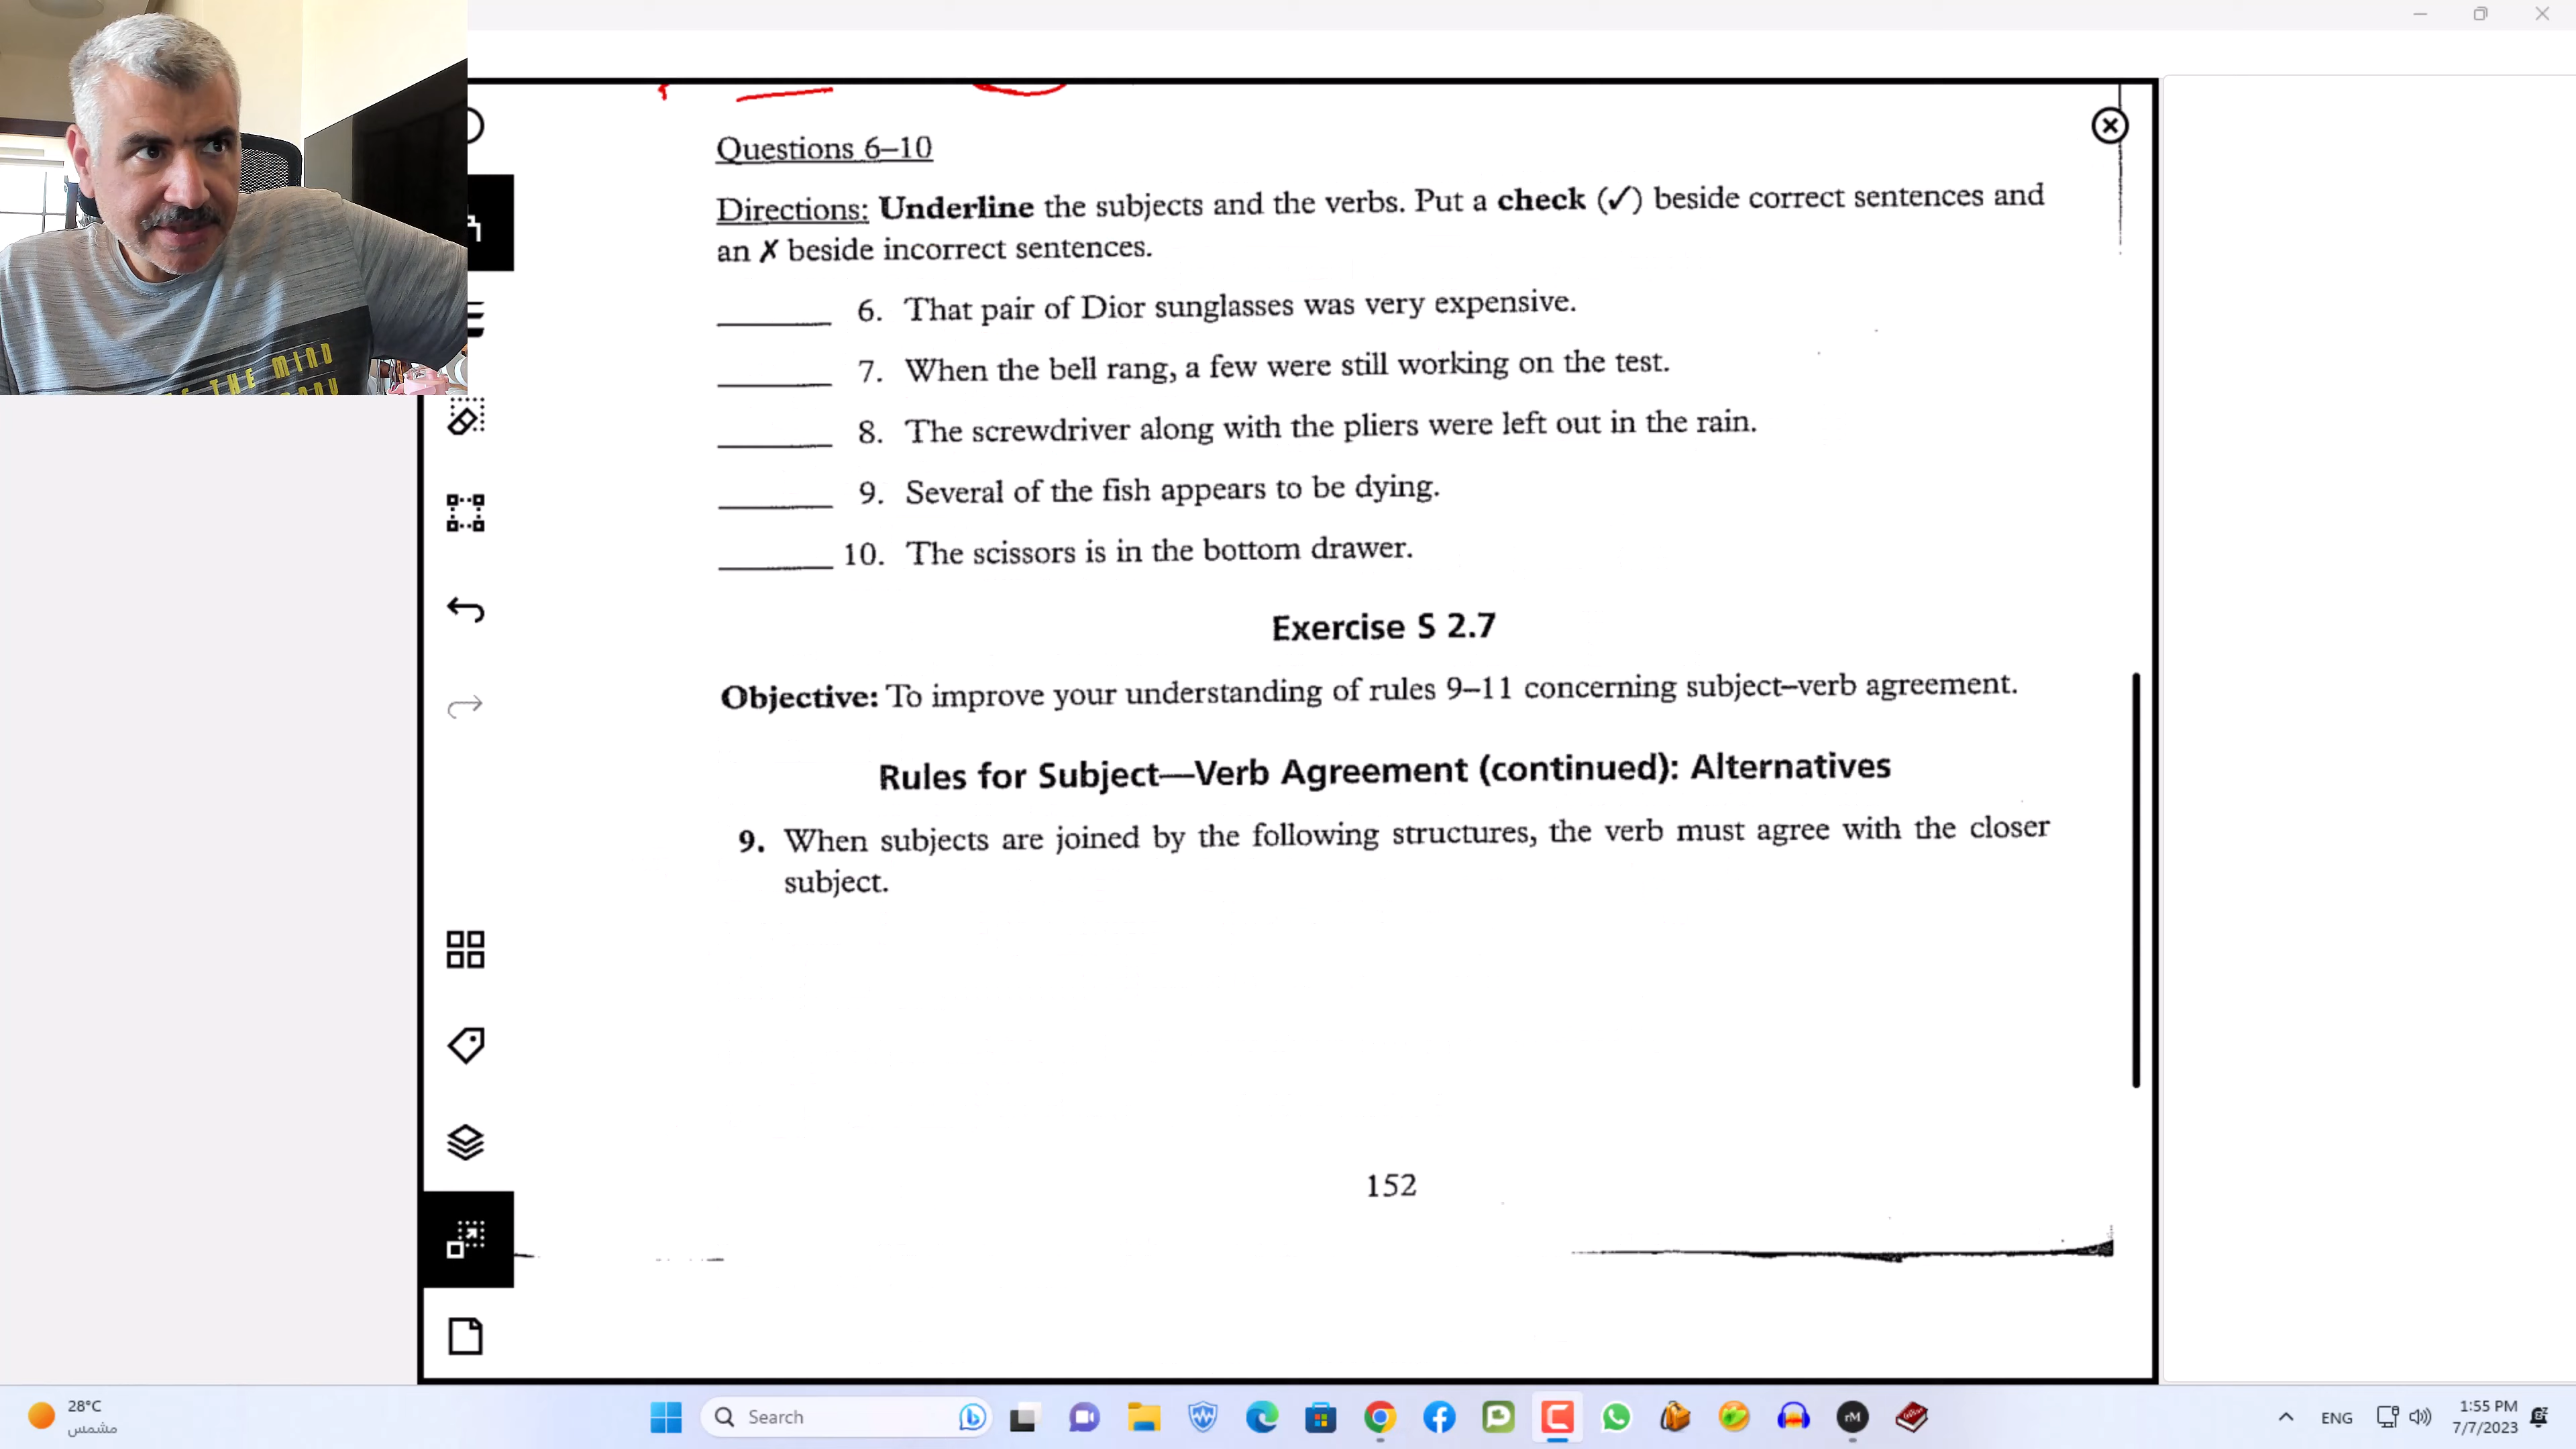 Questions 6–10
Directions: Underline the subjects and the verbs. Put a check (✓) beside correct sentences and
an ✗ beside incorrect sentences.
6. That pair of Dior sunglasses was very expensive.
7. When the bell rang, a few were still working on the test.
8. The screwdriver along with the pliers were left out in the rain.
9. Several of the fish appears to be dying.
10. The scissors is in the bottom drawer.
Exercise S 2.7
Objective: To improve your understanding of rules 9–11 concerning subject–verb agreement.
Rules for Subject—Verb Agreement (continued): Alternatives
9. When subjects are joined by the following structures, the verb must agree with the closer
subject.
152
THE MIND
28°C
مشمس
Search
rM
ENG
1:55 PM
7/7/2023